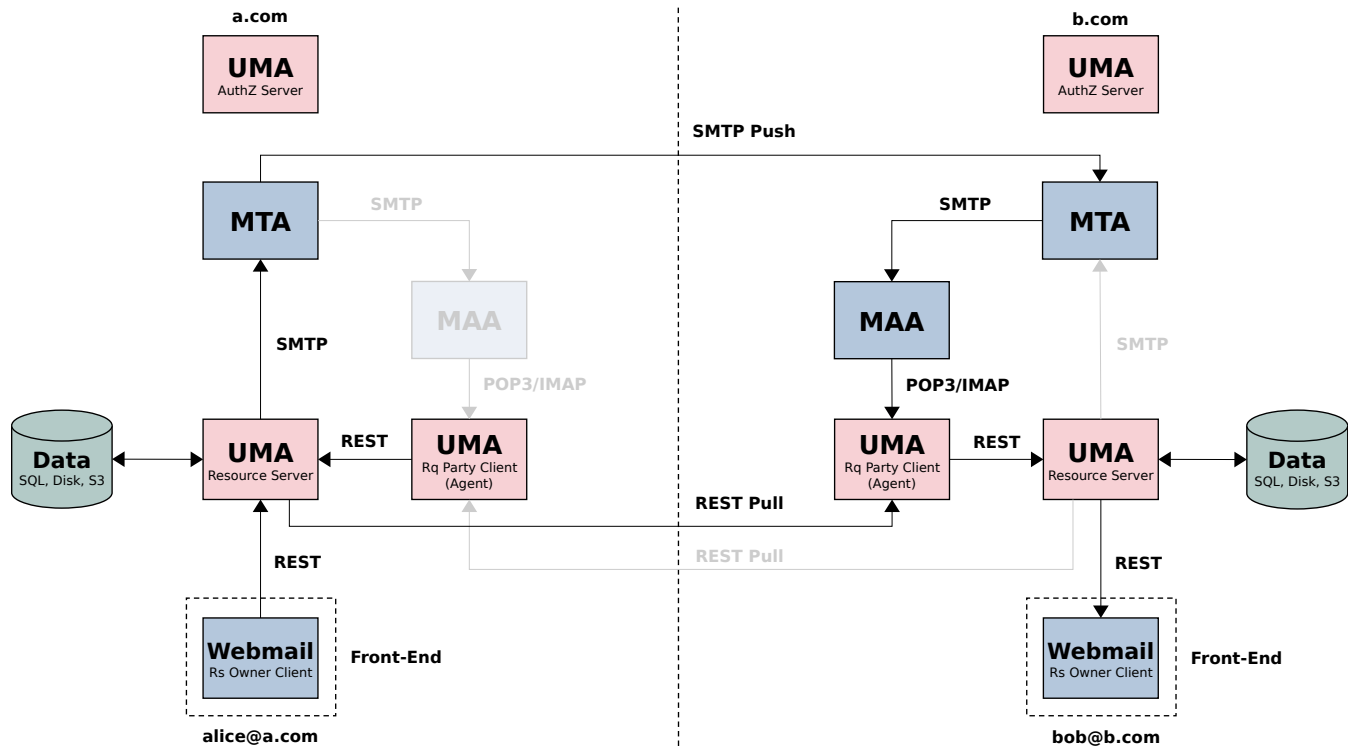 a.com
b.com
UMA
AuthZ Server
UMA
AuthZ Server
SMTP Push
MTA
SMTP
SMTP
MTA
MAA
MAA
SMTP
SMTP
POP3/IMAP
POP3/IMAP
Data
SQL, Disk, S3
UMA
Resource Server
REST
UMA
Rq Party Client
(Agent)
UMA
Rq Party Client
(Agent)
REST
UMA
Resource Server
Data
SQL, Disk, S3
REST Pull
REST Pull
REST
REST
Webmail
Rs Owner Client
Front-End
Webmail
Rs Owner Client
Front-End
alice@a.com
bob@b.com